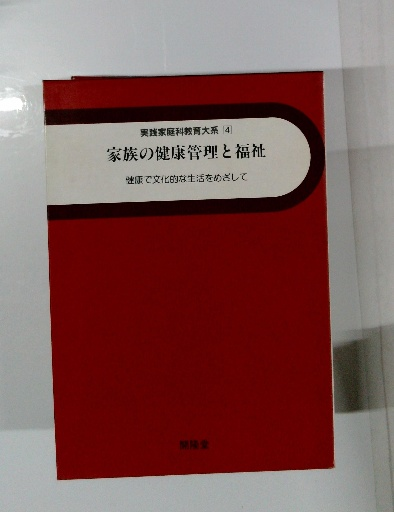 実践家庭科教育大系 4
家族の健康管理と福祉
健康で文化的な生活をめざして
開隆堂